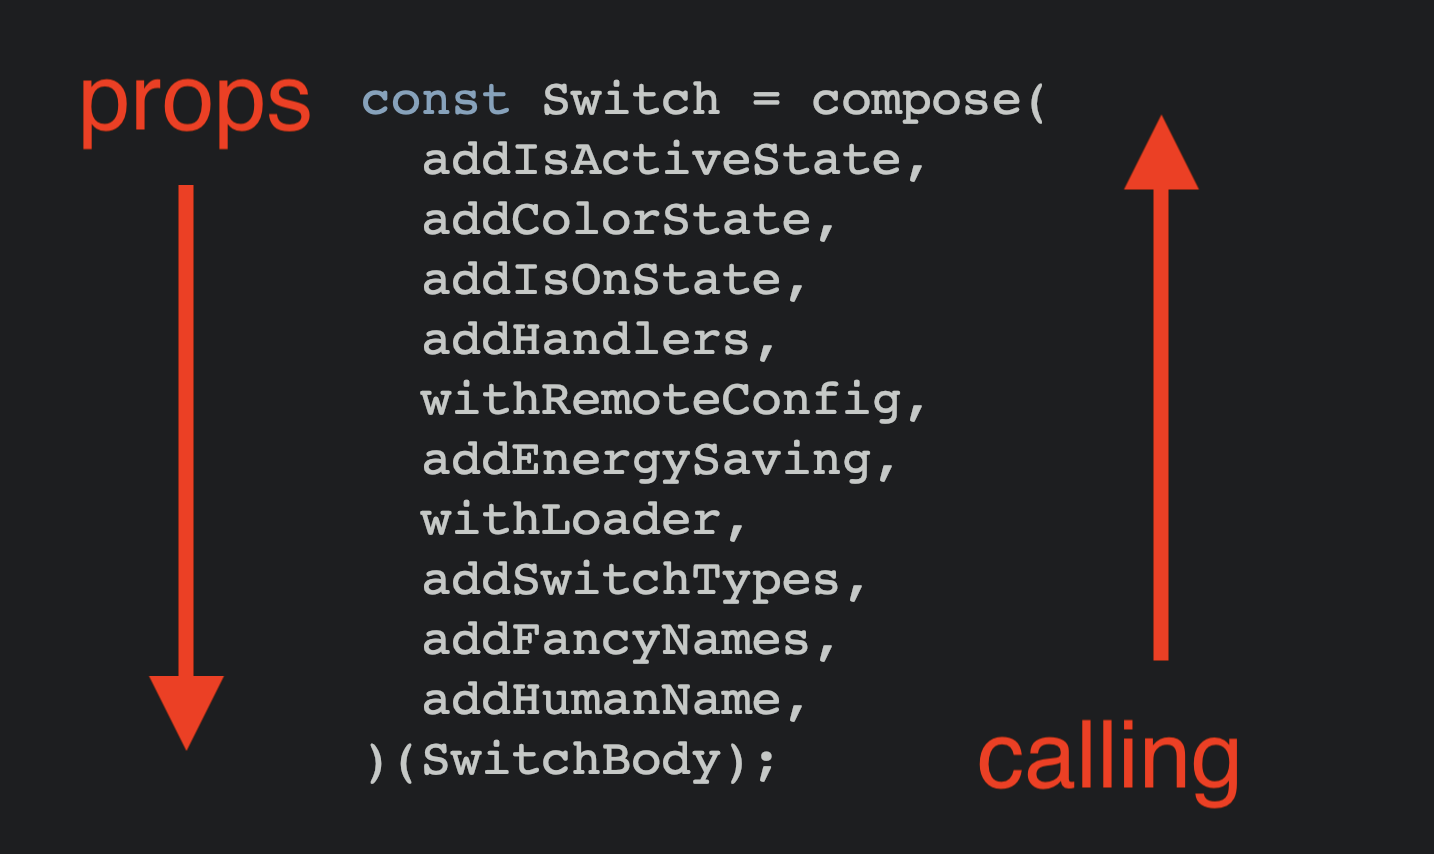 props
const Switch = compose(
addIsActiveState,
addColorState,
addIsOnState,
addHandlers,
withRemoteConfig,
addEnergySaving,
withLoader,
addSwitchTypes,
addFancyNames,
addHumanName,
)(SwitchBody);
calling